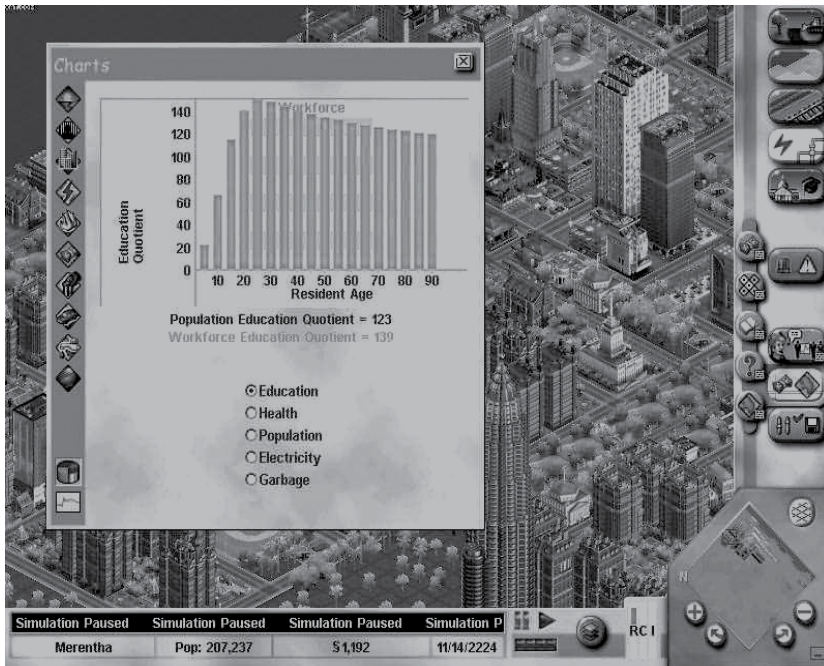 Charts
140
120
100
80
60
40
20
0
Workforce
Education
Quotient
10 20 30 40 50 60 70 80 90
Resident Age
Population Education Quotient = 123
Workforce Education Quotient = 139
Education
Health
Population
Electricity
Garbage
N
RCI
Simulation Paused Simulation Paused Simulation Paused Simulation P
Merentha Pop: 207,237 §1,192 11/14/2224